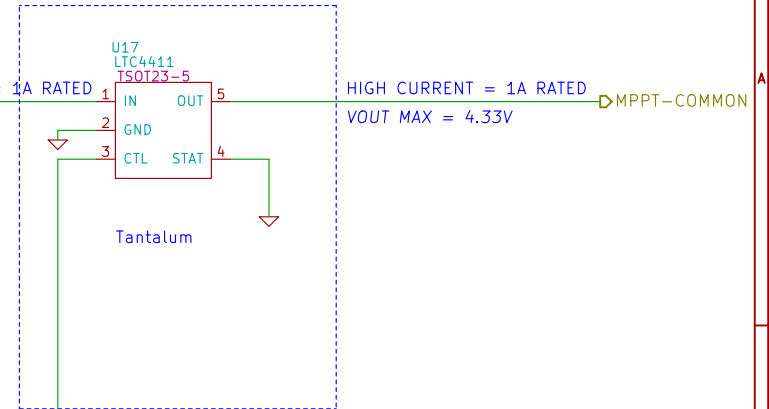 U17
LTC4411
TSOT23-5
= 1A RATED
1 IN OUT 5
HIGH CURRENT = 1A RATED
MPPT-COMMON
A
VOUT MAX = 4.33V
2 GND
3 CTL STAT 4
Tantalum